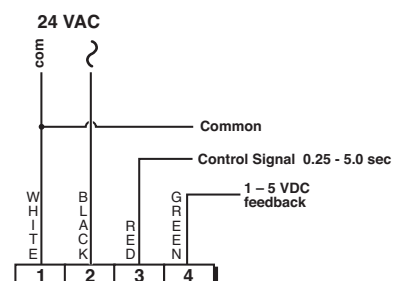 24 VAC
com
Common
Control Signal 0.25 - 5.0 sec
1 – 5 VDC
feedback
WHITE
BLACK
RED
GREEN
1 2 3 4